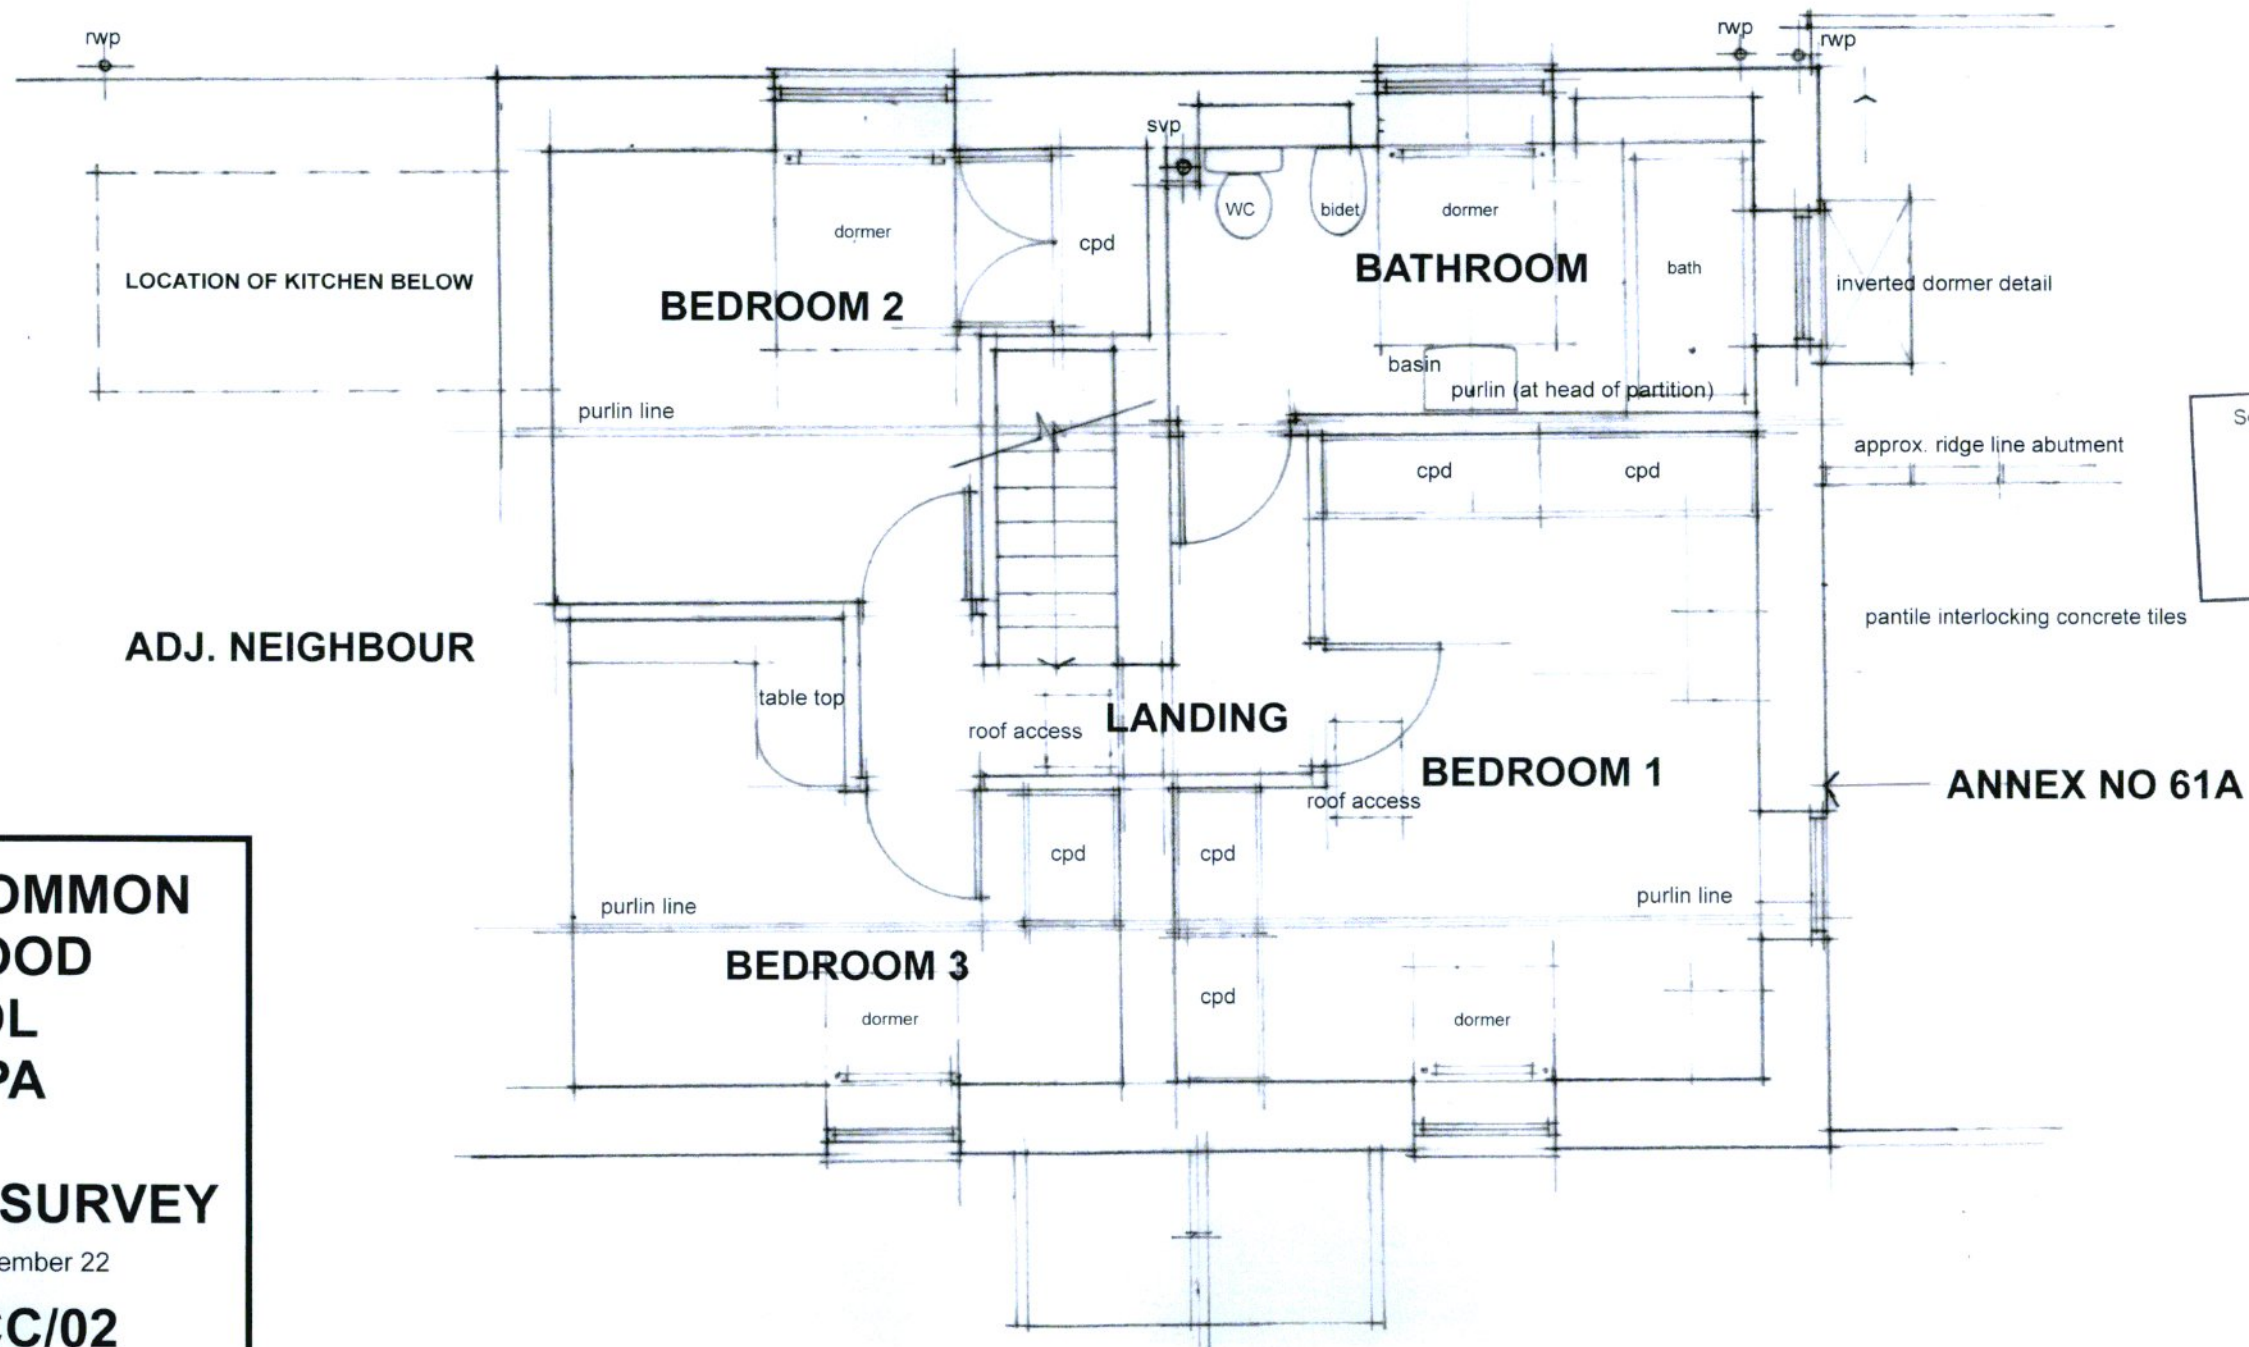 rwp
rwp
rwp
svp
WC
bidet
dormer
dormer
cpd
LOCATION OF KITCHEN BELOW
BEDROOM 2
BATHROOM
bath
inverted dormer detail
basin
purlin (at head of partition)
purlin line
approx. ridge line abutment
cpd
cpd
pantile interlocking concrete tiles
ADJ. NEIGHBOUR
table top
roof access
LANDING
BEDROOM 1
ANNEX NO 61A
roof access
cpd
cpd
purlin line
purlin line
BEDROOM 3
cpd
dormer
dormer
OMMON
OOD
OL
PA
SURVEY
ember 22
CC/02